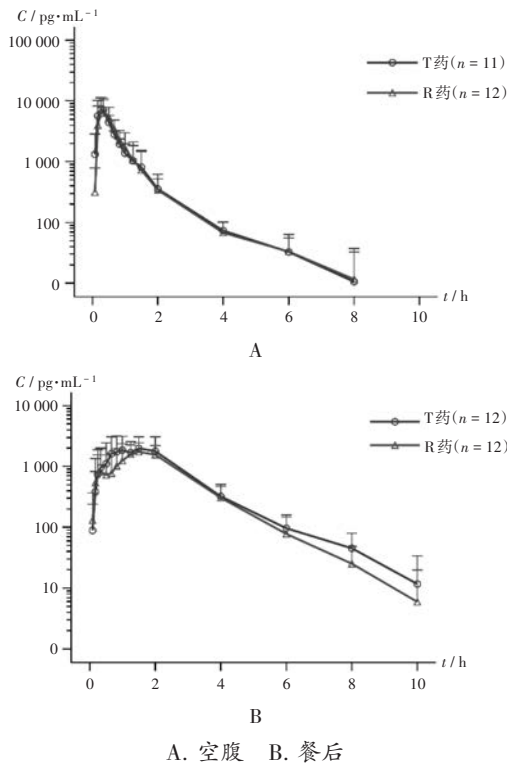 C / pg·mL⁻¹
100 000
10 000
1 000
100
0
T药(n = 11)
R药(n = 12)
0 2 4 6 8 10
t / h
A
C / pg·mL⁻¹
10 000
1 000
100
10
0
T药(n = 12)
R药(n = 12)
0 2 4 6 8 10
t / h
B
A. 空腹 B. 餐后